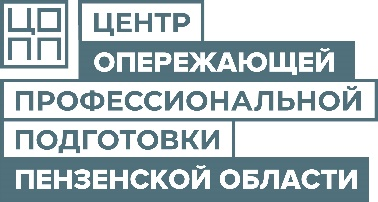 ЦОПП
ЦЕНТР
ОПЕРЕЖАЮЩЕЙ
ПРОФЕССИОНАЛЬНОЙ
ПОДГОТОВКИ
ПЕНЗЕНСКОЙ ОБЛАСТИ